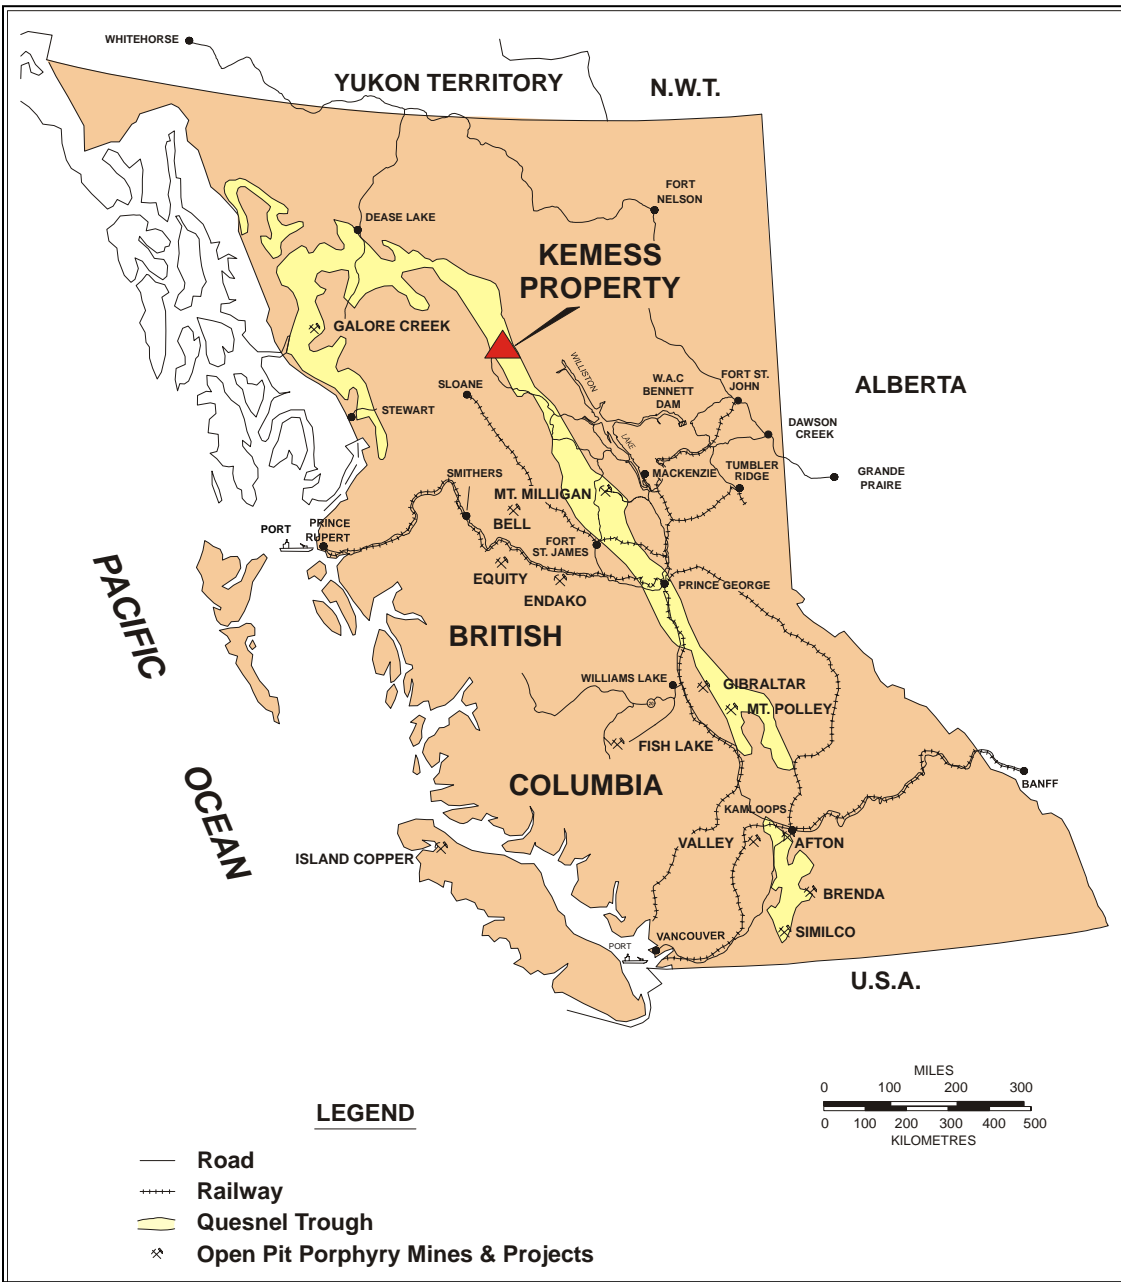 WHITEHORSE
YUKON TERRITORY
N.W.T.
FORT
NELSON
DEASE LAKE
KEMESS
PROPERTY
GALORE CREEK
WILLISTON
LAKE
W.A.C
BENNETT
DAM
FORT ST.
JOHN
ALBERTA
SLOANE
STEWART
DAWSON
CREEK
SMITHERS
MACKENZIE
TUMBLER
RIDGE
GRANDE
PRAIRE
MT. MILLIGAN
BELL
PORT
PRINCE
RUPERT
FORT
ST. JAMES
EQUITY
ENDAKO
PRINCE GEORGE
PACIFIC
OCEAN
BRITISH
COLUMBIA
WILLIAMS LAKE
20
GIBRALTAR
MT. POLLEY
FISH LAKE
BANFF
KAMLOOPS
VALLEY
AFTON
ISLAND COPPER
BRENDA
SIMILCO
VANCOUVER
PORT
U.S.A.
MILES
0 100 200 300
0 100 200 300 400 500
KILOMETRES
LEGEND
Road
Railway
Quesnel Trough
Open Pit Porphyry Mines & Projects